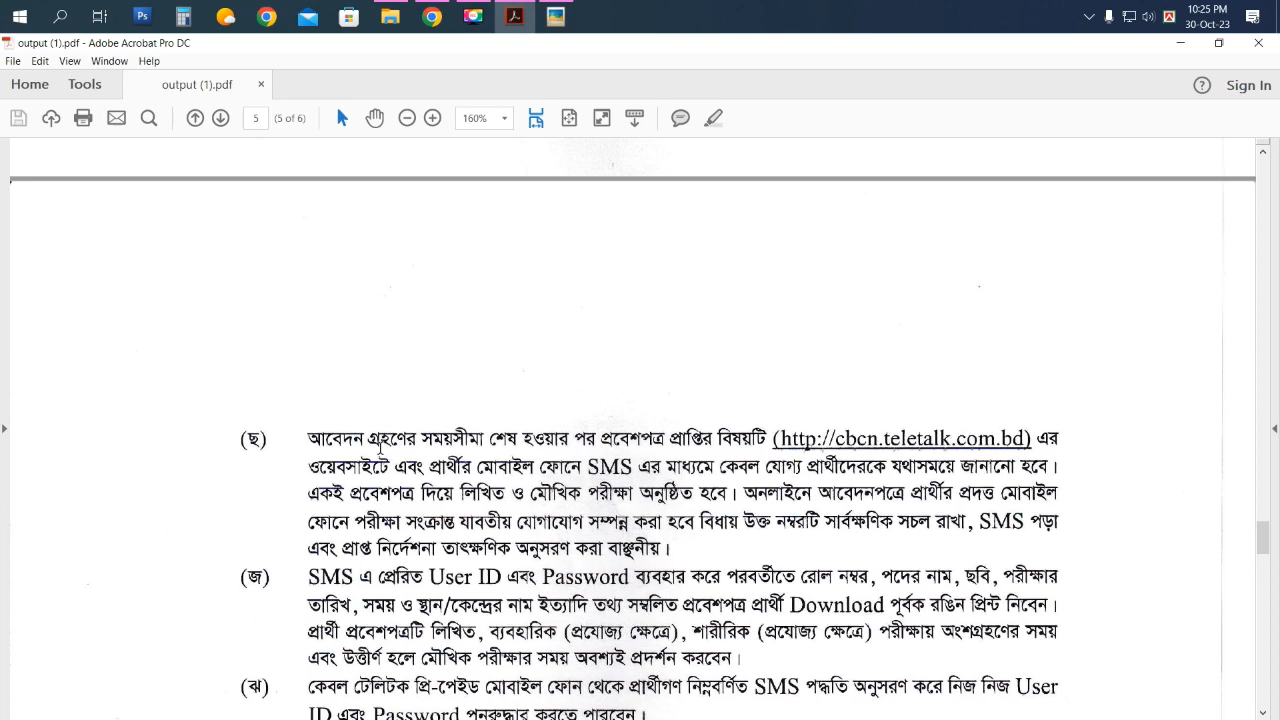 10:25 PM
30-Oct-23
output (1).pdf - Adobe Acrobat Pro DC
File Edit View Window Help
Home Tools output (1).pdf × Sign In
5 (5 of 6) 160%
(ছ) আবেদন গ্রহণের সময়সীমা শেষ হওয়ার পর প্রবেশপত্র প্রাপ্তির বিষয়টি (http://cbcn.teletalk.com.bd) এর
ওয়েবসাইটে এবং প্রার্থীর মোবাইল ফোনে SMS এর মাধ্যমে কেবল যোগ্য প্রার্থীদেরকে যথাসময়ে জানানো হবে।
একই প্রবেশপত্র দিয়ে লিখিত ও মৌখিক পরীক্ষা অনুষ্ঠিত হবে। অনলাইনে আবেদনপত্রে প্রার্থীর প্রদত্ত মোবাইল
ফোনে পরীক্ষা সংক্রান্ত যাবতীয় যোগাযোগ সম্পন্ন করা হবে বিধায় উক্ত নম্বরটি সার্বক্ষণিক সচল রাখা, SMS পড়া
এবং প্রাপ্ত নির্দেশনা তাৎক্ষণিক অনুসরণ করা বাঞ্ছনীয়।
(জ) SMS এ প্রেরিত User ID এবং Password ব্যবহার করে পরবর্তীতে রোল নম্বর, পদের নাম, ছবি, পরীক্ষার
তারিখ, সময় ও স্থান/কেন্দ্রের নাম ইত্যাদি তথ্য সম্বলিত প্রবেশপত্র প্রার্থী Download পূর্বক রঙিন প্রিন্ট নিবেন।
প্রার্থী প্রবেশপত্রটি লিখিত, ব্যবহারিক (প্রযোজ্য ক্ষেত্রে), শারীরিক (প্রযোজ্য ক্ষেত্রে) পরীক্ষায় অংশগ্রহণের সময়
এবং উত্তীর্ণ হলে মৌখিক পরীক্ষার সময় অবশ্যই প্রদর্শন করবেন।
(ঝ) কেবল টেলিটক প্রি-পেইড মোবাইল ফোন থেকে প্রার্থীগণ নিম্নবর্ণিত SMS পদ্ধতি অনুসরণ করে নিজ নিজ User
ID এবং Password পুনরুদ্ধার করতে পারবেন।